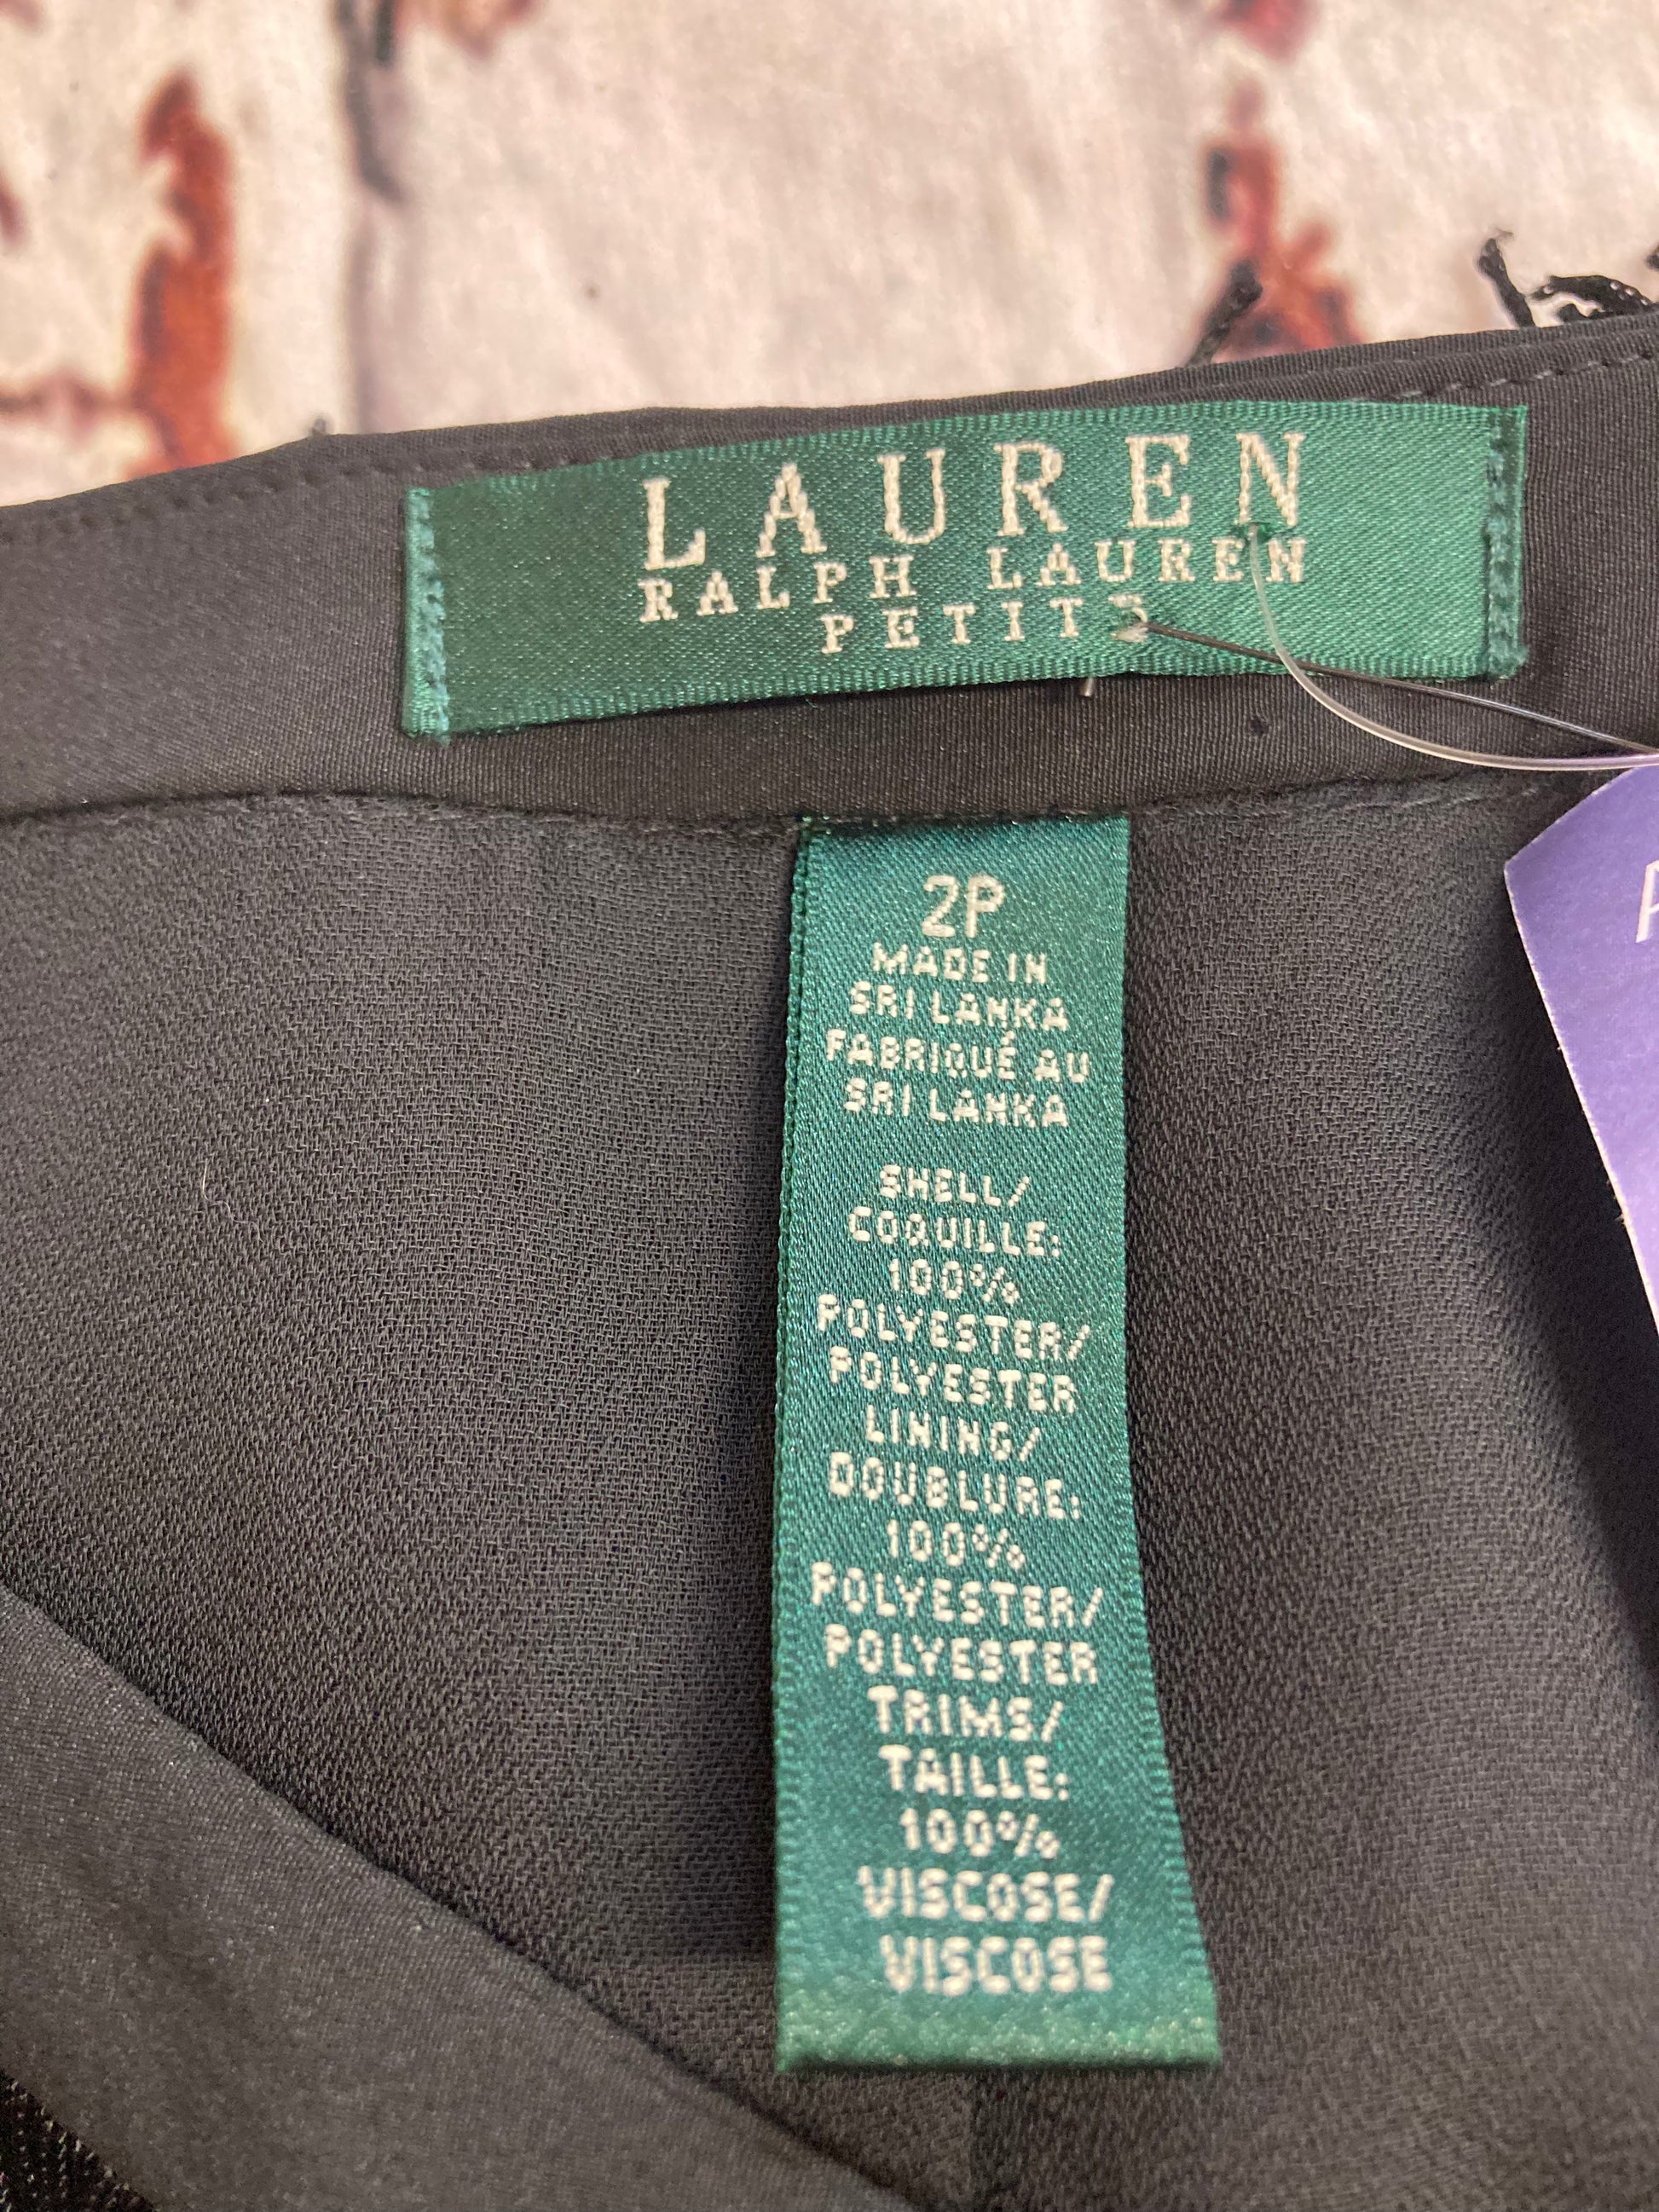 LAUREN
RALPH LAUREN
PETITE
2P
MADE IN
SRI LANKA
FABRIQUÉ AU
SRI LANKA
SHELL/
COQUILLE:
100%
POLYESTER/
POLYESTER
LINING/
DOUBLURE:
100%
POLYESTER/
POLYESTER
TRIMS/
TAILLE:
100%
VISCOSE/
VISCOSE